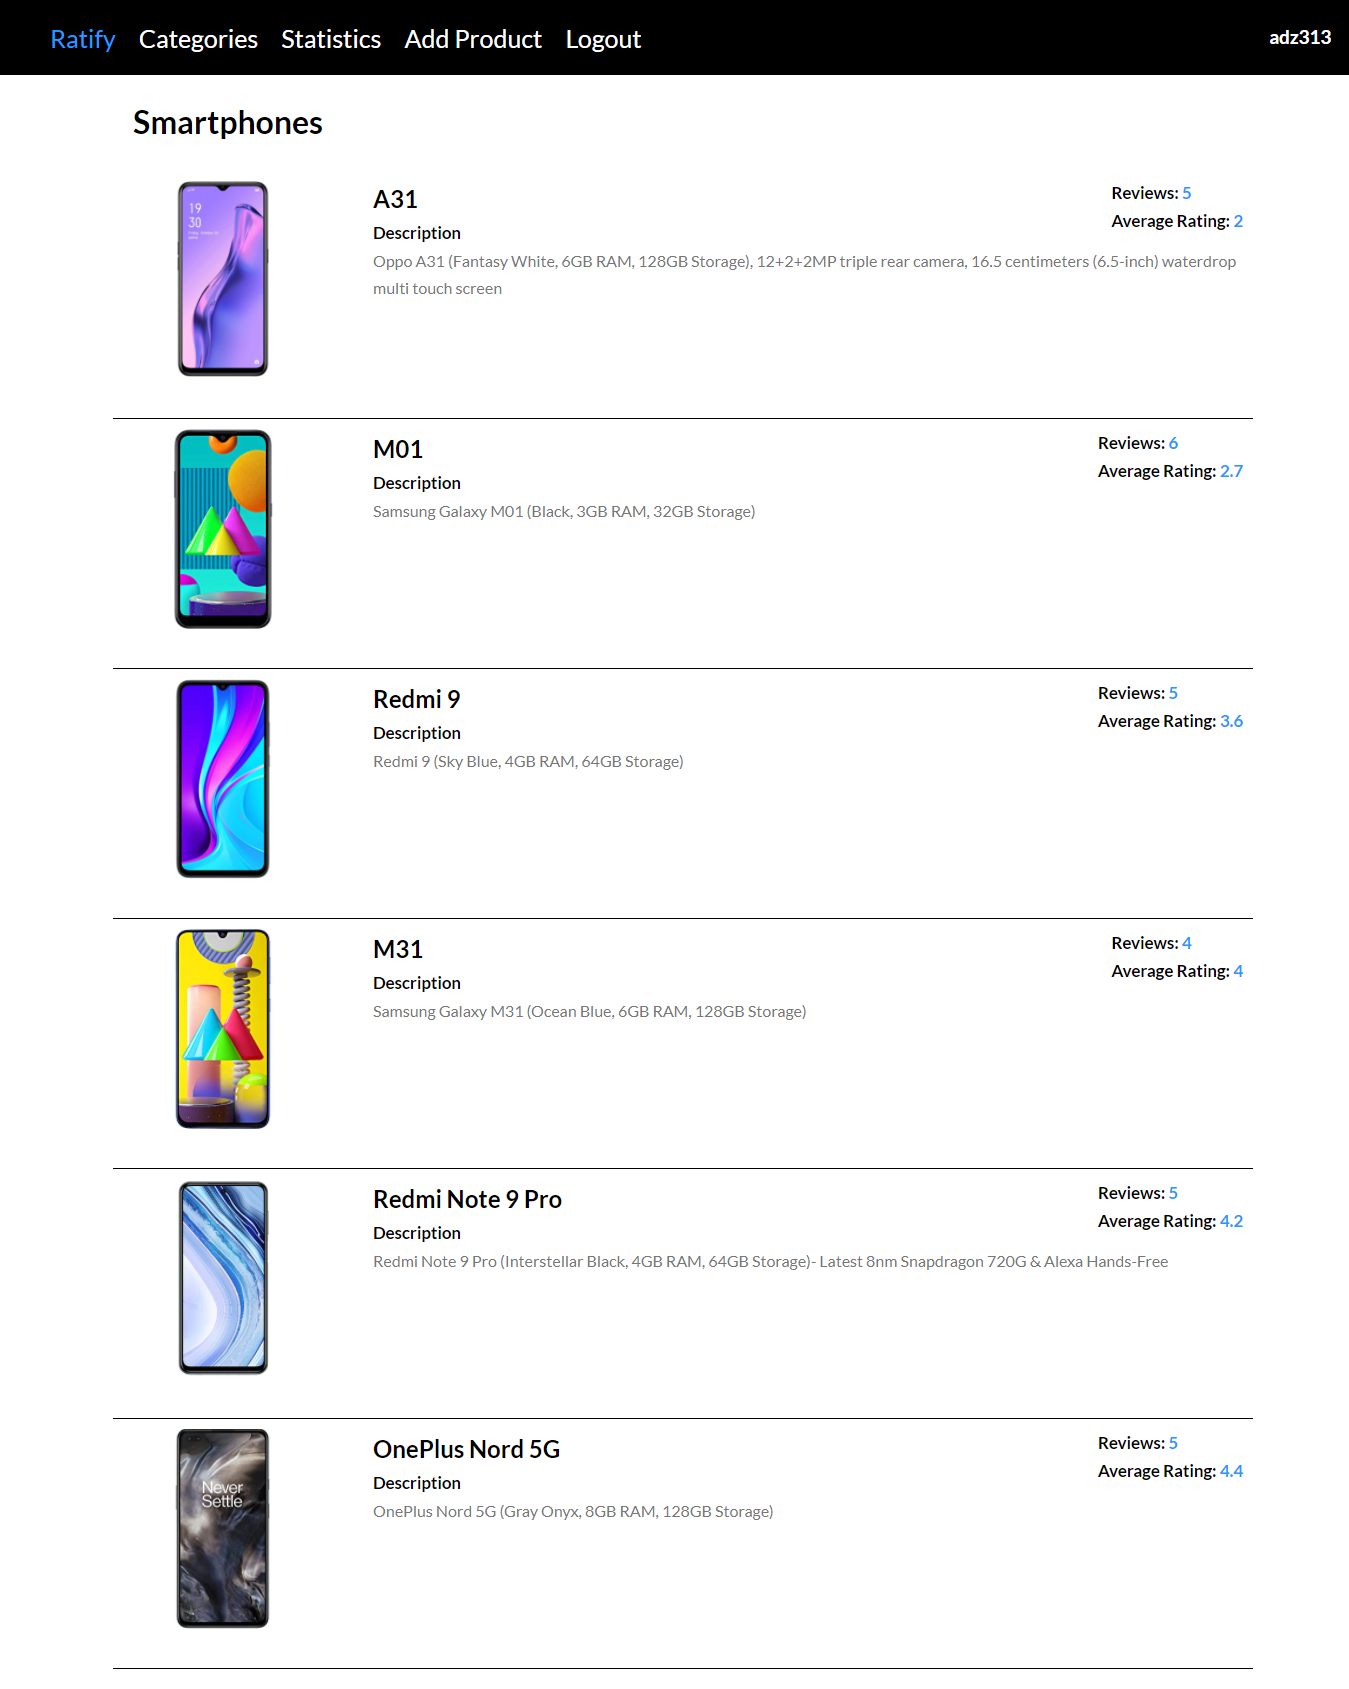 Ratify Categories Statistics Add Product Logout adz313
Smartphones
19
30
A31
Reviews: 5
Average Rating: 2
Description
Oppo A31 (Fantasy White, 6GB RAM, 128GB Storage), 12+2+2MP triple rear camera, 16.5 centimeters (6.5-inch) waterdrop
multi touch screen
M01
Reviews: 6
Average Rating: 2.7
Description
Samsung Galaxy M01 (Black, 3GB RAM, 32GB Storage)
Redmi 9
Reviews: 5
Average Rating: 3.6
Description
Redmi 9 (Sky Blue, 4GB RAM, 64GB Storage)
M31
Reviews: 4
Average Rating: 4
Description
Samsung Galaxy M31 (Ocean Blue, 6GB RAM, 128GB Storage)
Redmi Note 9 Pro
Reviews: 5
Average Rating: 4.2
Description
Redmi Note 9 Pro (Interstellar Black, 4GB RAM, 64GB Storage)- Latest 8nm Snapdragon 720G & Alexa Hands-Free
Never
Settle
OnePlus Nord 5G
Reviews: 5
Average Rating: 4.4
Description
OnePlus Nord 5G (Gray Onyx, 8GB RAM, 128GB Storage)